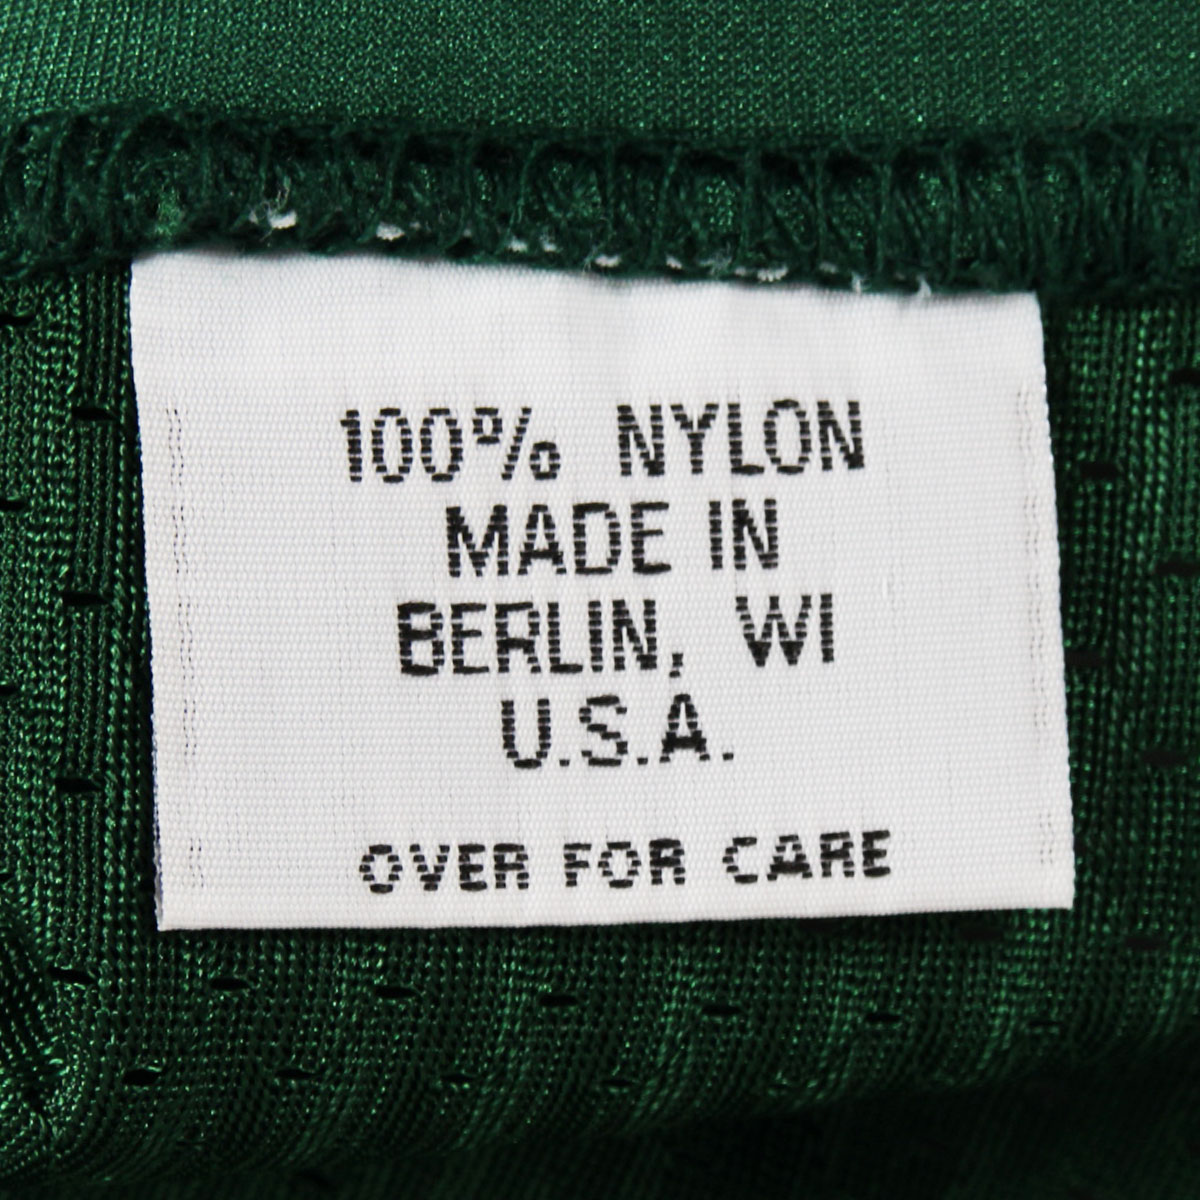 100% NYLON
MADE IN
BERLIN, WI
U.S.A.
OVER FOR CARE